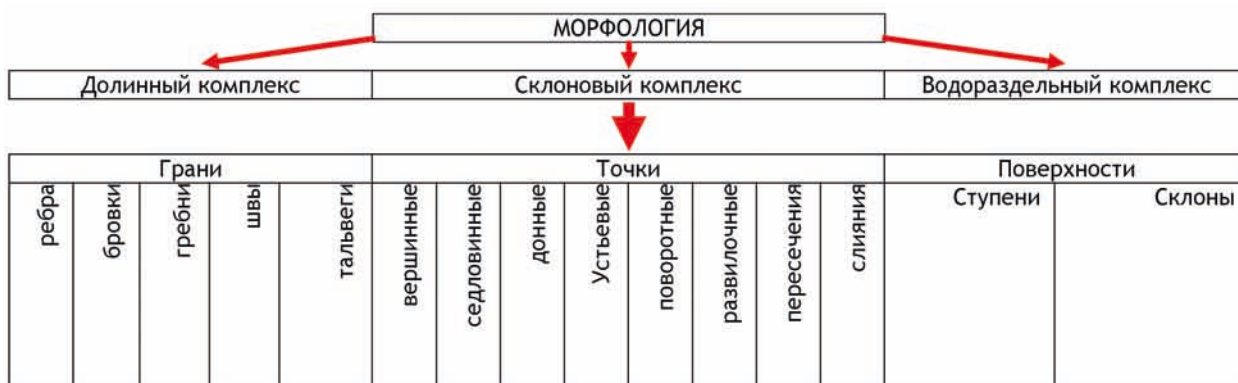 МОРФОЛОГИЯ
Долинный комплекс
Склоновый комплекс
Водораздельный комплекс
Грани
Точки
Поверхности
ребра
бровки
гребни
швы
тальвеги
вершинные
седловинные
донные
Устьевые
поворотные
развилочные
пересечения
слияния
Ступени
Склоны